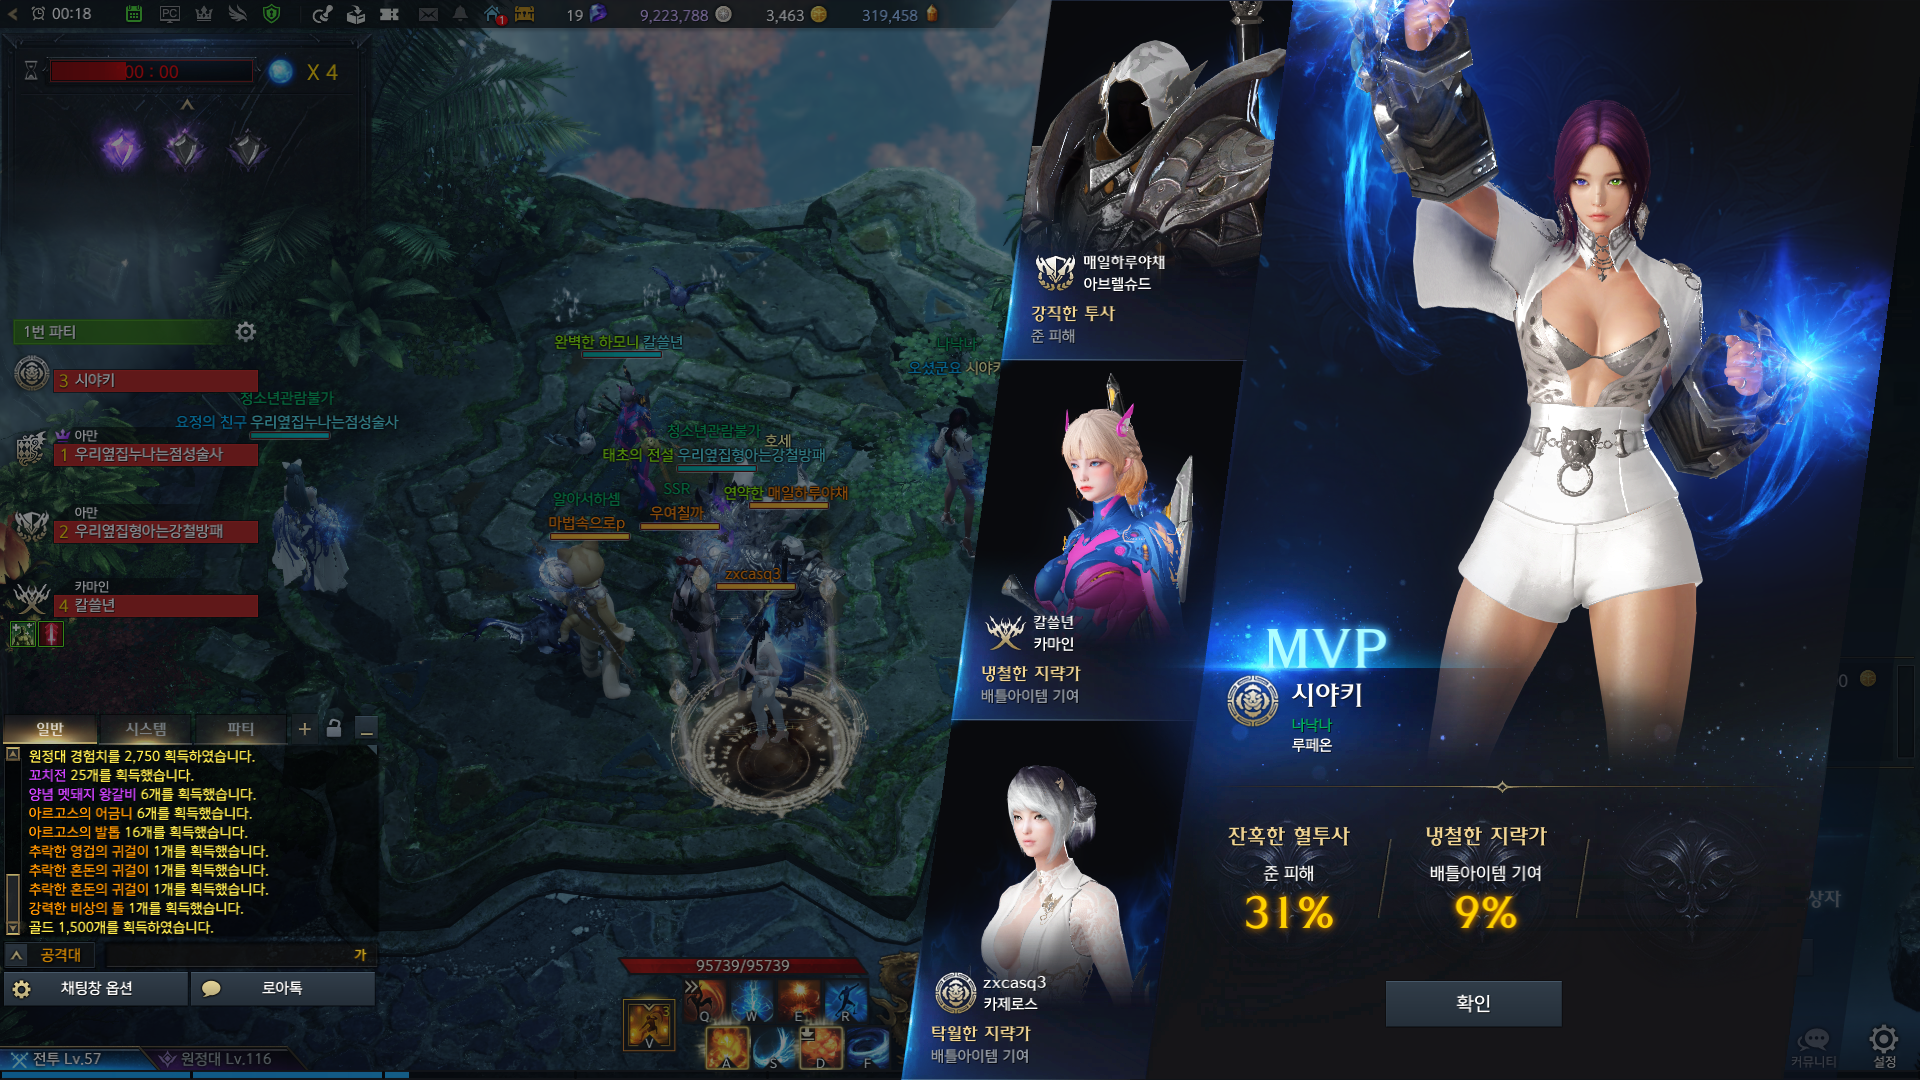 00:18
PC
1
19
9,223,788
3,463
319,458
00 : 00
X 4
1번 파티
3 시야키
청소년관람불가
요정의 친구 우리옆집누나는점성술사
아만
1 우리옆집누나는점성술사
아만
2 우리옆집형아는강철방패
카마인
4 칼쓸년
완벽한 하모니 칼쓸년
나낙나
오셨군요 시야키
청소년관람불가
호세
태초의 전설 우리옆집형아는강철방패
알아서하셈
SSR
연약한 매일하루야채
마법속으로p
우여칠까
zxcasq3
매일하루야채
아브렐슈드
강직한 투사
준 피해
칼쓸년
카마인
냉철한 지략가
배틀아이템 기여
zxcasq3
카제로스
탁월한 지략가
배틀아이템 기여
MVP
시야키
나낙나
루페온
잔혹한 혈투사
준 피해
31%
냉철한 지략가
배틀아이템 기여
9%
확인
0
상자
일반
시스템
파티
원정대 경험치를 2,750 획득하였습니다.
꼬치전 25개를 획득했습니다.
양념 멧돼지 왕갈비 6개를 획득했습니다.
아르고스의 어금니 6개를 획득했습니다.
아르고스의 발톱 16개를 획득했습니다.
추락한 영겁의 귀걸이 1개를 획득했습니다.
추락한 혼돈의 귀걸이 1개를 획득했습니다.
추락한 혼돈의 귀걸이 1개를 획득했습니다.
강력한 비상의 돌 1개를 획득했습니다.
골드 1,500개를 획득하였습니다.
공격대
가
채팅창 옵션
로아톡
전투 Lv.57
원정대 Lv.116
95739/95739
3
V
Q
W
E
R
A
S
D
F
커뮤니티
설정